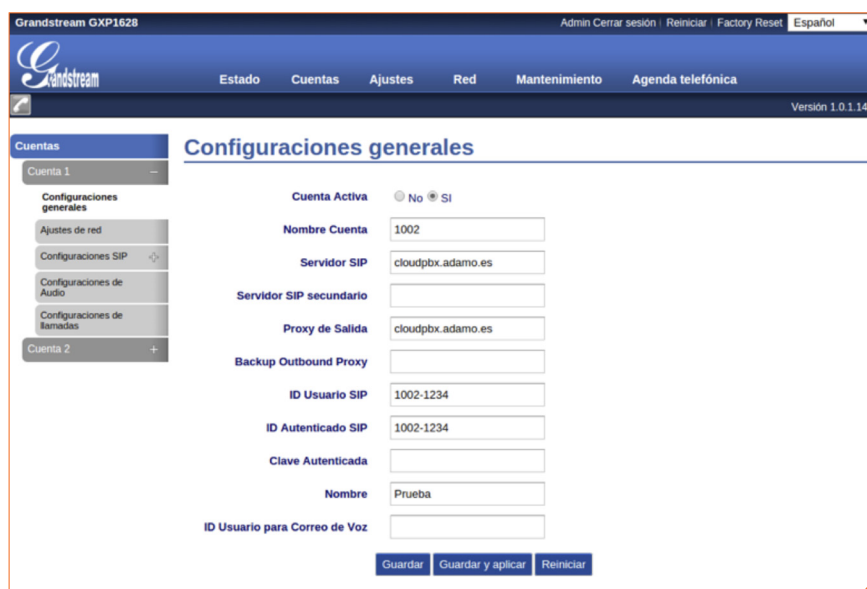 Grandstream GXP1628
Admin Cerrar sesión | Reiniciar | Factory Reset Español
Grandstream
Estado Cuentas Ajustes Red Mantenimiento Agenda telefónica
Versión 1.0.1.14
Cuentas
Cuenta 1 −
Configuraciones
generales
Ajustes de red
Configuraciones SIP
Configuraciones de
Audio
Configuraciones de
llamadas
Cuenta 2 +
Configuraciones generales
Cuenta Activa No SI
Nombre Cuenta 1002
Servidor SIP cloudpbx.adamo.es
Servidor SIP secundario
Proxy de Salida cloudpbx.adamo.es
Backup Outbound Proxy
ID Usuario SIP 1002-1234
ID Autenticado SIP 1002-1234
Clave Autenticada
Nombre Prueba
ID Usuario para Correo de Voz
Guardar Guardar y aplicar Reiniciar